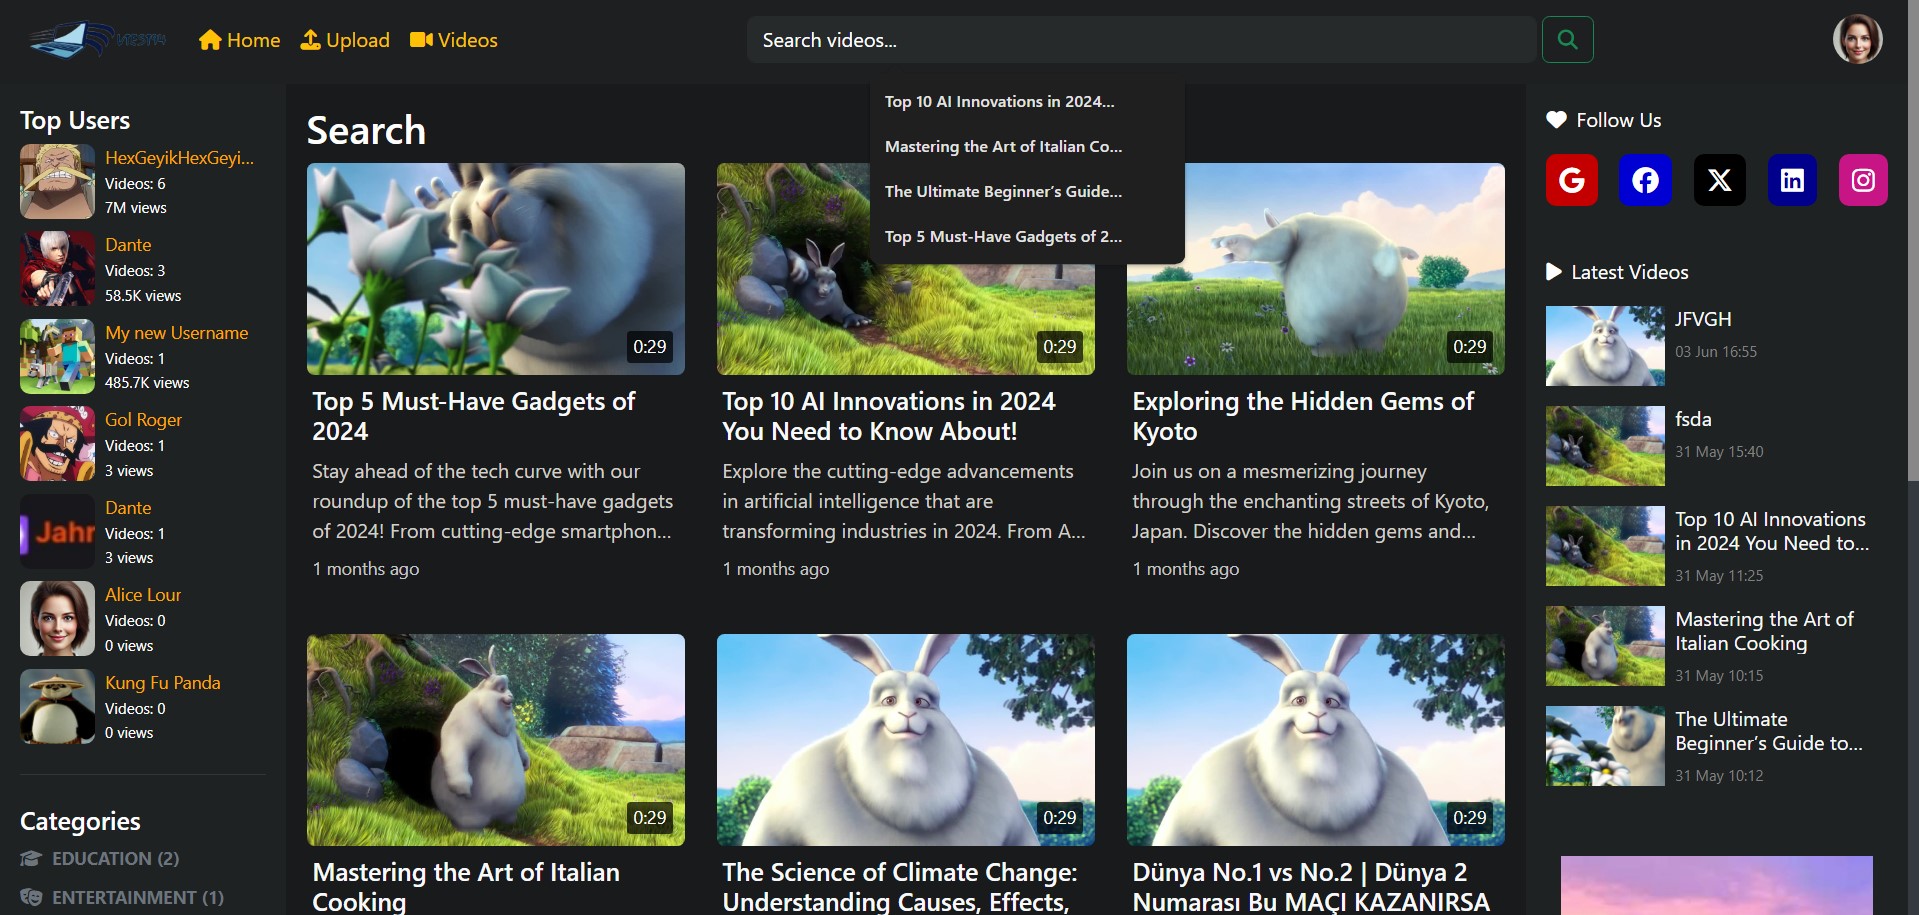 Home
Upload
Videos
Search videos...
Top Users
HexGeyikHexGeyi...
Videos: 6
7M views
Dante
Videos: 3
58.5K views
My new Username
Videos: 1
485.7K views
Gol Roger
Videos: 1
3 views
Jahr
Dante
Videos: 1
3 views
Alice Lour
Videos: 0
0 views
Kung Fu Panda
Videos: 0
0 views
Categories
EDUCATION (2)
ENTERTAINMENT (1)
Search
Top 10 AI Innovations in 2024...
Mastering the Art of Italian Co...
The Ultimate Beginner’s Guide...
Top 5 Must-Have Gadgets of 2...
0:29
Top 5 Must-Have Gadgets of
2024
Stay ahead of the tech curve with our
roundup of the top 5 must-have gadgets
of 2024! From cutting-edge smartphon...
1 months ago
0:29
Top 10 AI Innovations in 2024
You Need to Know About!
Explore the cutting-edge advancements
in artificial intelligence that are
transforming industries in 2024. From A...
1 months ago
0:29
Exploring the Hidden Gems of
Kyoto
Join us on a mesmerizing journey
through the enchanting streets of Kyoto,
Japan. Discover the hidden gems and...
1 months ago
0:29
Mastering the Art of Italian
Cooking
0:29
The Science of Climate Change:
Understanding Causes, Effects,
0:29
Dünya No.1 vs No.2 | Dünya 2
Numarası Bu MAÇI KAZANIRSA
Follow Us
Latest Videos
JFVGH
03 Jun 16:55
fsda
31 May 15:40
Top 10 AI Innovations
in 2024 You Need to...
31 May 11:25
Mastering the Art of
Italian Cooking
31 May 10:15
The Ultimate
Beginner’s Guide to...
31 May 10:12